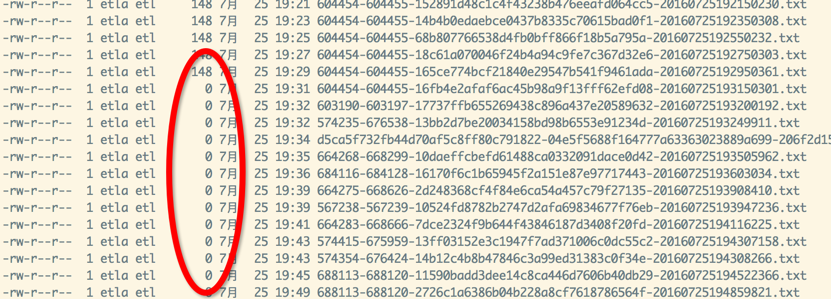 -rw-r--r-- 1 etla etl 148 7月 25 19:21 604454-604455-152891d48c1c4f43238b476eeafd064cc5-20160725192150230.txt
-rw-r--r-- 1 etla etl 148 7月 25 19:23 604454-604455-14b4b0edaebce0437b8335c70615bad0f1-20160725192350308.txt
-rw-r--r-- 1 etla etl 148 7月 25 19:25 604454-604455-68b807766538d4fb0bff866f18b5a795a-20160725192550232.txt
-rw-r--r-- 1 etla etl 148 7月 25 19:27 604454-604455-18c61a070046f24b4a94c9fe7c367d32e6-20160725192750303.txt
-rw-r--r-- 1 etla etl 148 7月 25 19:29 604454-604455-165ce774bcf21840e29547b541f9461ada-20160725192950361.txt
-rw-r--r-- 1 etla etl 0 7月 25 19:31 604454-604455-16fb4e2afaf6ac45b98a9f13fff62efd08-20160725193150301.txt
-rw-r--r-- 1 etla etl 0 7月 25 19:32 603190-603197-17737ffb655269438c896a437e20589632-20160725193200192.txt
-rw-r--r-- 1 etla etl 0 7月 25 19:32 574235-676538-13bb2d7be20034158bd98b6553e91234d-20160725193249911.txt
-rw-r--r-- 1 etla etl 0 7月 25 19:34 d5ca5f732fb44d70af5c8ff80c791822-04e5f5688f164777a63363023889a699-206f2d15
-rw-r--r-- 1 etla etl 0 7月 25 19:35 664268-668299-10daeffcbefd61488ca0332091dace0d42-20160725193505962.txt
-rw-r--r-- 1 etla etl 0 7月 25 19:36 684116-684128-16170f6c1b65945f2a151e87e97717443-20160725193603034.txt
-rw-r--r-- 1 etla etl 0 7月 25 19:39 664275-668626-2d248368cf4f84e6ca54a457c79f27135-20160725193908410.txt
-rw-r--r-- 1 etla etl 0 7月 25 19:39 567238-567239-10524fd8782b2747d2afa69834677f76eb-20160725193947236.txt
-rw-r--r-- 1 etla etl 0 7月 25 19:41 664283-668666-7dce2324f9b644f43846187d3408f20fd-20160725194116225.txt
-rw-r--r-- 1 etla etl 0 7月 25 19:43 574415-675959-13ff03152e3c1947f7ad371006c0dc55c2-20160725194307158.txt
-rw-r--r-- 1 etla etl 0 7月 25 19:43 574354-676424-14b12c4b8b47846c3a99ed31383c0f34e-20160725194308266.txt
-rw-r--r-- 1 etla etl 0 7月 25 19:45 688113-688120-11590badd3dee14c8ca446d7606b40db29-20160725194522366.txt
-rw-r--r-- 1 etla etl 0 7月 25 19:49 688113-688120-2726c1a6386b04b228a8cf7618786564f-20160725194859821.txt